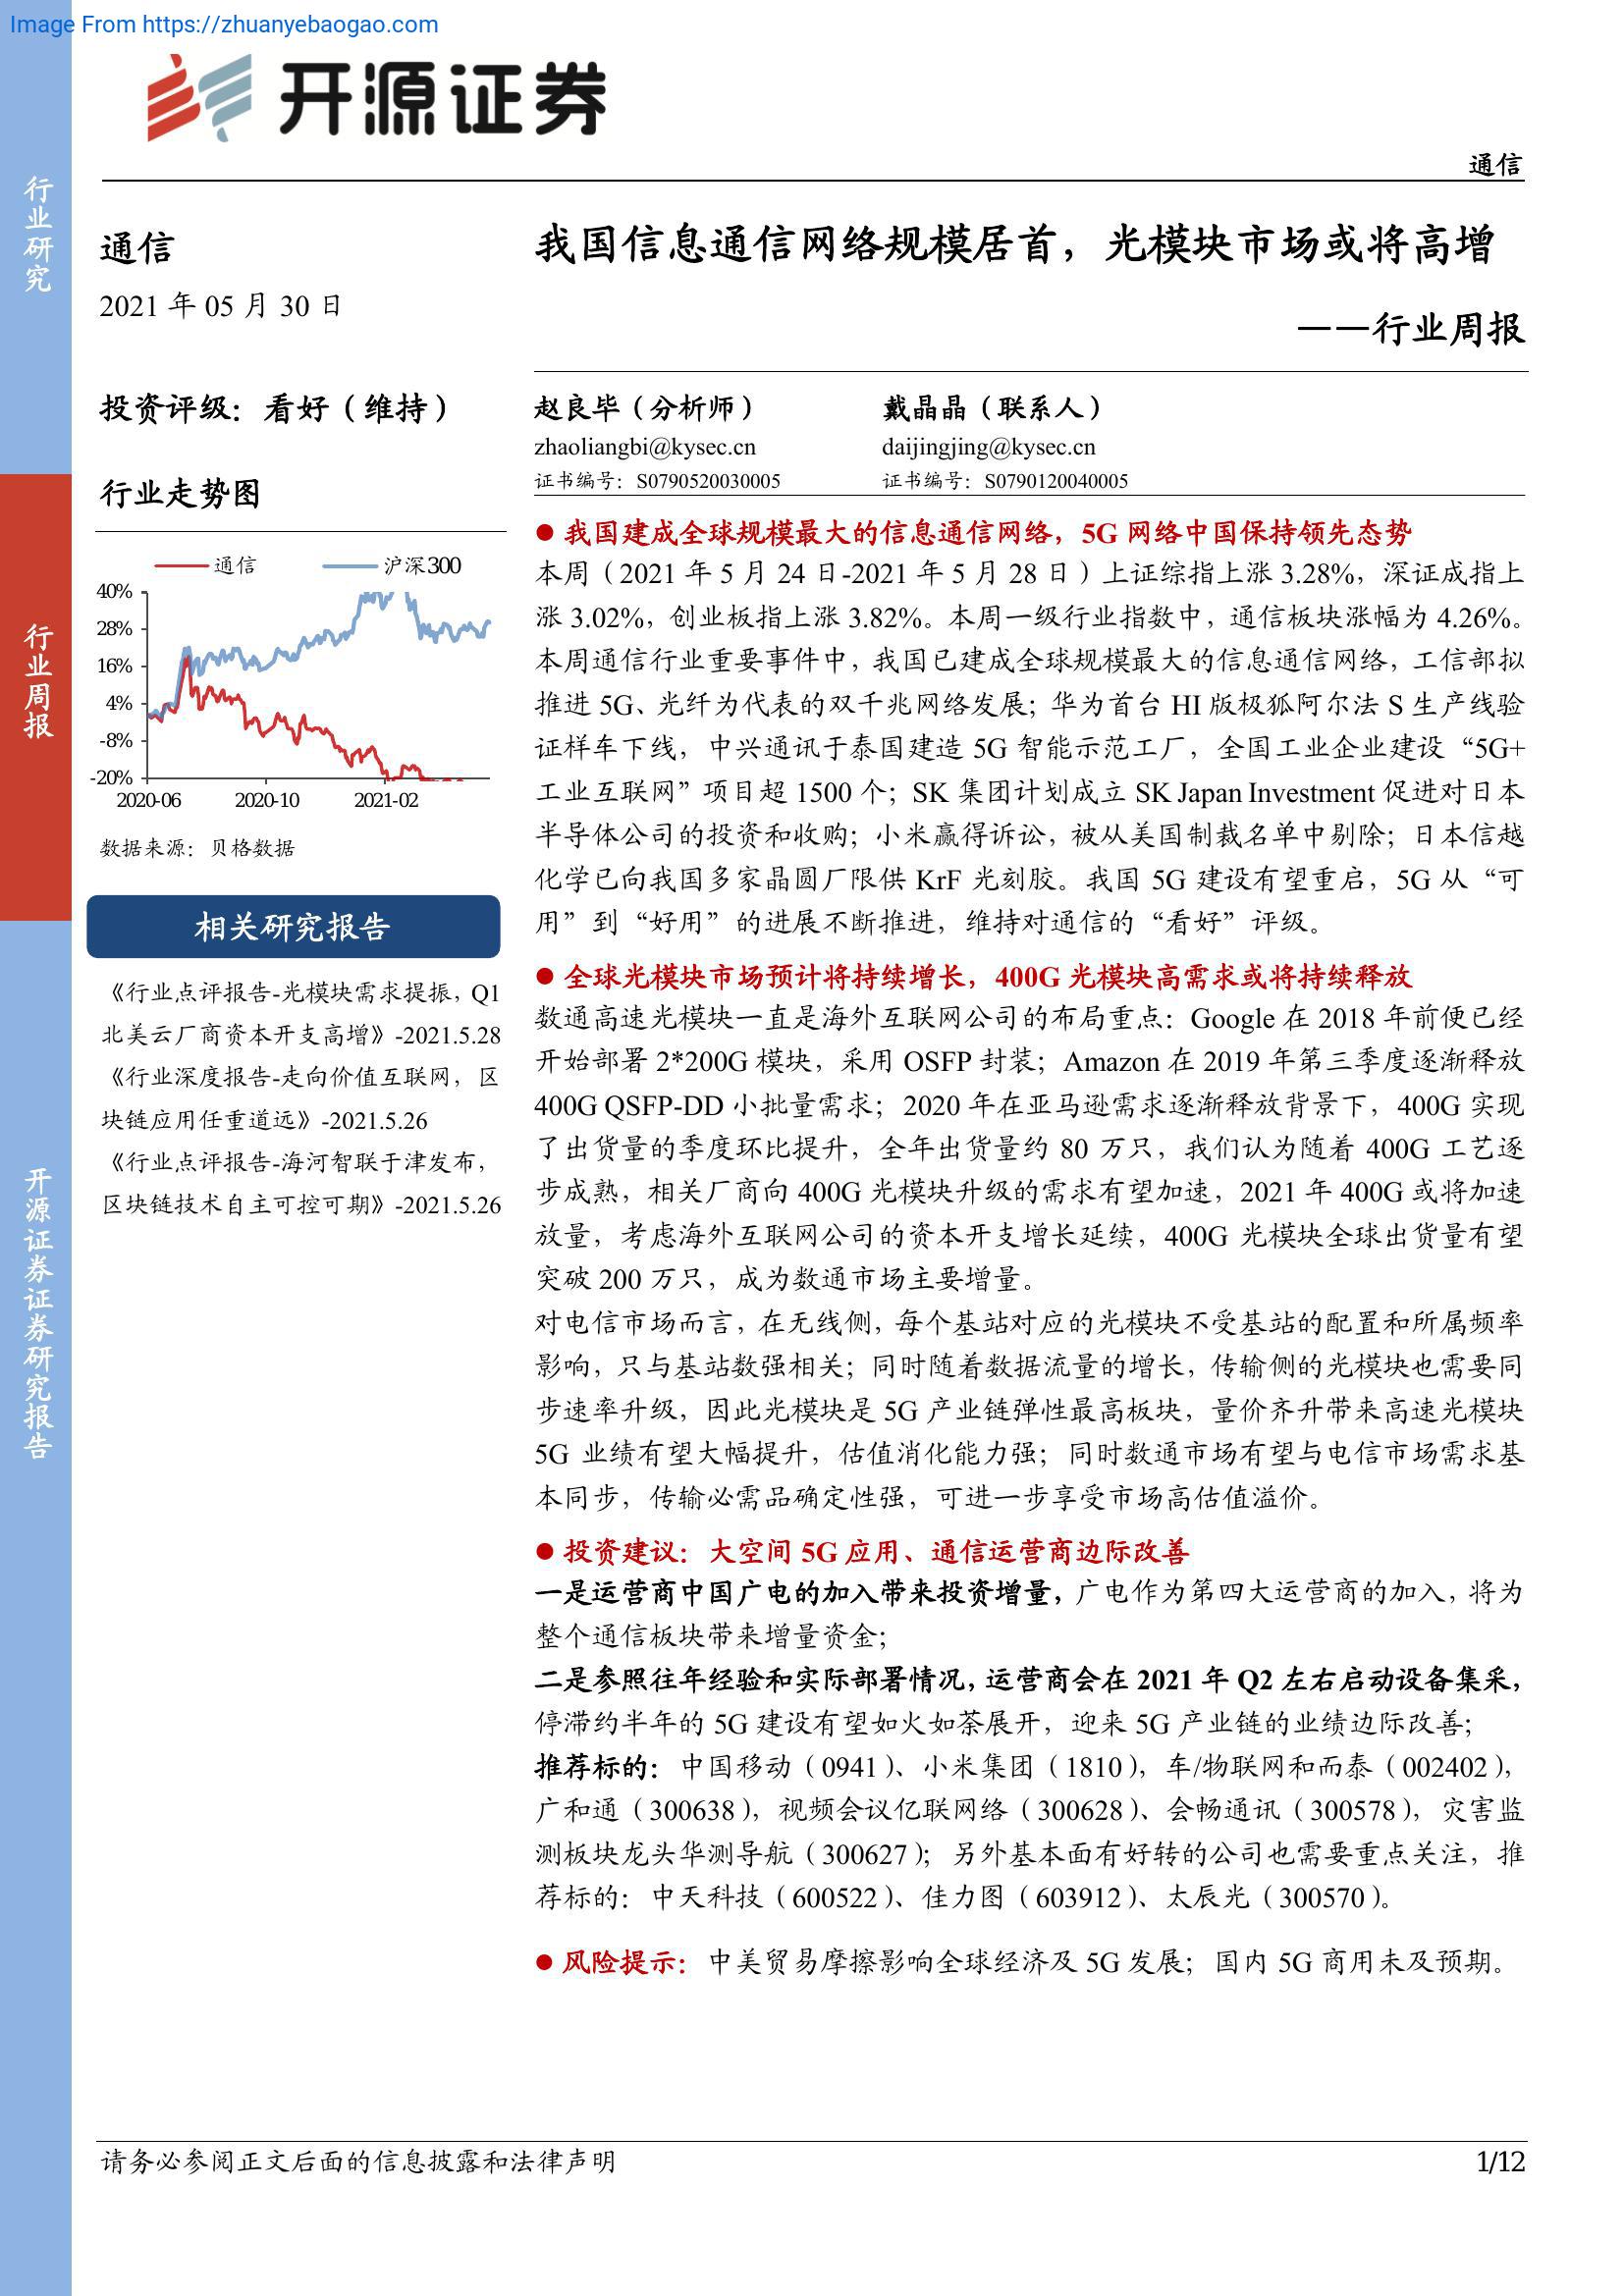 Image From https://zhuanyebaogao.com
开源证券
通信
行业研究
行业周报
开源证券证券研究报告
通信
2021 年 05 月 30 日
投资评级：看好（维持）
行业走势图
通信 沪深300
40%
28%
16%
4%
-8%
-20%
2020-06 2020-10 2021-02
数据来源：贝格数据
相关研究报告
《行业点评报告-光模块需求提振，Q1
北美云厂商资本开支高增》-2021.5.28
《行业深度报告-走向价值互联网，区
块链应用任重道远》-2021.5.26
《行业点评报告-海河智联于津发布，
区块链技术自主可控可期》-2021.5.26
我国信息通信网络规模居首，光模块市场或将高增
——行业周报
赵良毕（分析师） 戴晶晶（联系人）
zhaoliangbi@kysec.cn daijingjing@kysec.cn
证书编号：S0790520030005 证书编号：S0790120040005
● 我国建成全球规模最大的信息通信网络，5G 网络中国保持领先态势
本周（2021 年 5 月 24 日-2021 年 5 月 28 日）上证综指上涨 3.28%，深证成指上
涨 3.02%，创业板指上涨 3.82%。本周一级行业指数中，通信板块涨幅为 4.26%。
本周通信行业重要事件中，我国已建成全球规模最大的信息通信网络，工信部拟
推进 5G、光纤为代表的双千兆网络发展；华为首台 HI 版极狐阿尔法 S 生产线验
证样车下线，中兴通讯于泰国建造 5G 智能示范工厂，全国工业企业建设“5G+
工业互联网”项目超 1500 个；SK 集团计划成立 SK Japan Investment 促进对日本
半导体公司的投资和收购；小米赢得诉讼，被从美国制裁名单中剔除；日本信越
化学已向我国多家晶圆厂限供 KrF 光刻胶。我国 5G 建设有望重启，5G 从“可
用”到“好用”的进展不断推进，维持对通信的“看好”评级。
● 全球光模块市场预计将持续增长，400G 光模块高需求或将持续释放
数通高速光模块一直是海外互联网公司的布局重点：Google 在 2018 年前便已经
开始部署 2*200G 模块，采用 OSFP 封装；Amazon 在 2019 年第三季度逐渐释放
400G QSFP-DD 小批量需求；2020 年在亚马逊需求逐渐释放背景下，400G 实现
了出货量的季度环比提升，全年出货量约 80 万只，我们认为随着 400G 工艺逐
步成熟，相关厂商向 400G 光模块升级的需求有望加速，2021 年 400G 或将加速
放量，考虑海外互联网公司的资本开支增长延续，400G 光模块全球出货量有望
突破 200 万只，成为数通市场主要增量。
对电信市场而言，在无线侧，每个基站对应的光模块不受基站的配置和所属频率
影响，只与基站数强相关；同时随着数据流量的增长，传输侧的光模块也需要同
步速率升级，因此光模块是 5G 产业链弹性最高板块，量价齐升带来高速光模块
5G 业绩有望大幅提升，估值消化能力强；同时数通市场有望与电信市场需求基
本同步，传输必需品确定性强，可进一步享受市场高估值溢价。
● 投资建议：大空间 5G 应用、通信运营商边际改善
一是运营商中国广电的加入带来投资增量，广电作为第四大运营商的加入，将为
整个通信板块带来增量资金；
二是参照往年经验和实际部署情况，运营商会在 2021 年 Q2 左右启动设备集采，
停滞约半年的 5G 建设有望如火如荼展开，迎来 5G 产业链的业绩边际改善；
推荐标的：中国移动（0941）、小米集团（1810），车/物联网和而泰（002402），
广和通（300638），视频会议亿联网络（300628）、会畅通讯（300578），灾害监
测板块龙头华测导航（300627）；另外基本面有好转的公司也需要重点关注，推
荐标的：中天科技（600522）、佳力图（603912）、太辰光（300570）。
● 风险提示：中美贸易摩擦影响全球经济及 5G 发展；国内 5G 商用未及预期。
请务必参阅正文后面的信息披露和法律声明 1/12